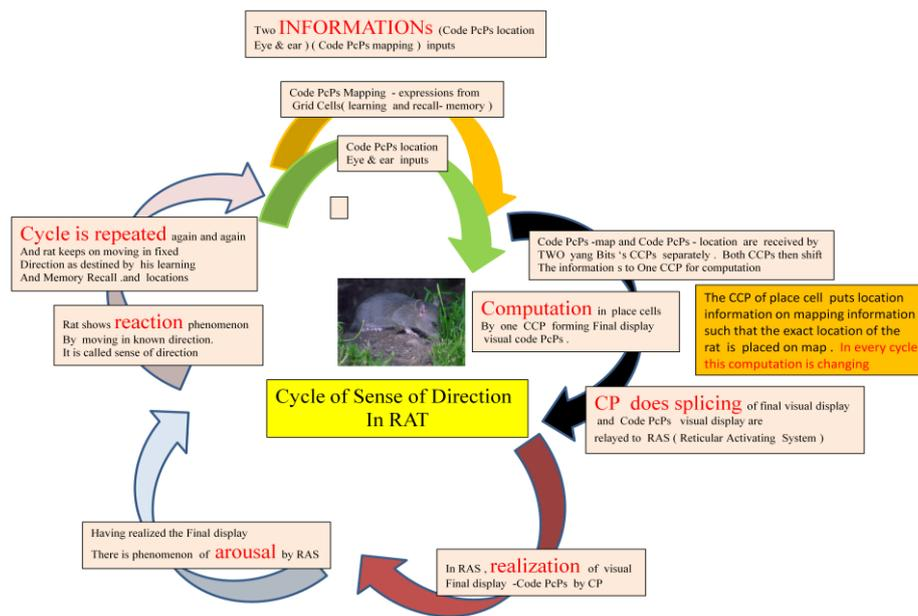 Two INFORMATIONs (Code PcPs location
Eye & ear ) ( Code PcPs mapping ) inputs
Code PcPs Mapping - expressions from
Grid Cells( learning and recall- memory )
Code PcPs location
Eye & ear inputs
Code PcPs -map and Code PcPs - location are received by
TWO yang Bits 's CCPs separately . Both CCPs then shift
The information s to One CCP for computation
Computation in place cells
By one CCP forming Final display
visual code PcPs .
The CCP of place cell puts location
information on mapping information
such that the exact location of the
rat is placed on map . In every cycle
this computation is changing
CP does splicing of final visual display
and Code PcPs visual display are
relayed to RAS ( Reticular Activating System )
In RAS , realization of visual
Final display -Code PcPs by CP
Having realized the Final display
There is phenomenon of arousal by RAS
Rat shows reaction phenomenon
By moving in known direction.
It is called sense of direction
Cycle is repeated again and again
And rat keeps on moving in fixed
Direction as destined by his learning
And Memory Recall .and locations
Cycle of Sense of Direction
In RAT